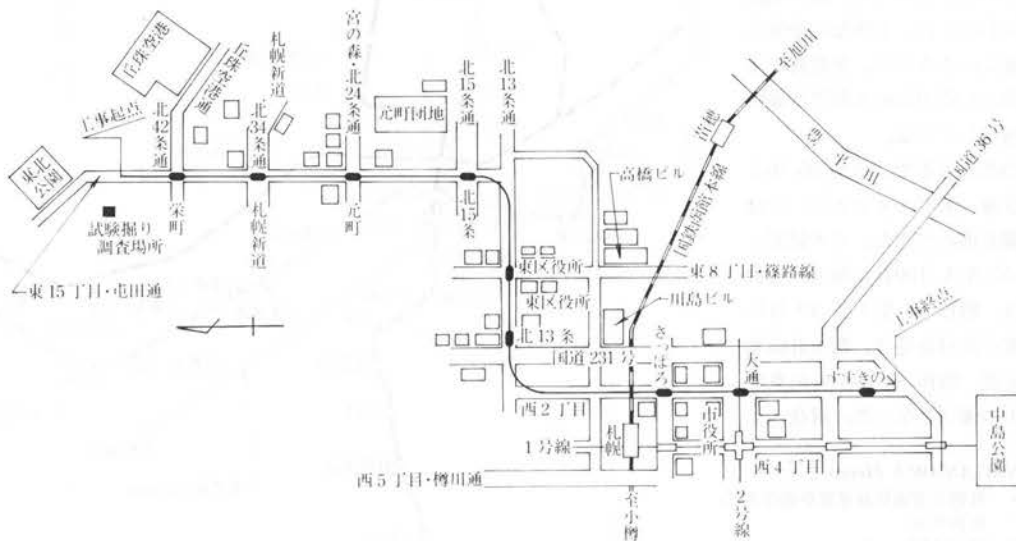 丘珠空港
丘珠空港通
札幌新道
宮の森・北24条通
北15条通
北13条通
至旭川
工事起点
北42条通
北34条通
元町団地
苗穂
豊平川
国道36号
東北公園
高橋ビル
国鉄函館本線
試験掘り調査場所
栄町
札幌新道
元町
北15条
東区役所
東8丁目・篠路線
東15丁目・屯田通
東区役所
川島ビル
工事終点
北13条
さっぽろ
国道231号
大通
すすきの
西2丁目
市役所
中島公園
1号線
札幌
西4丁目
西5丁目・樽川通
至小樽
2号線